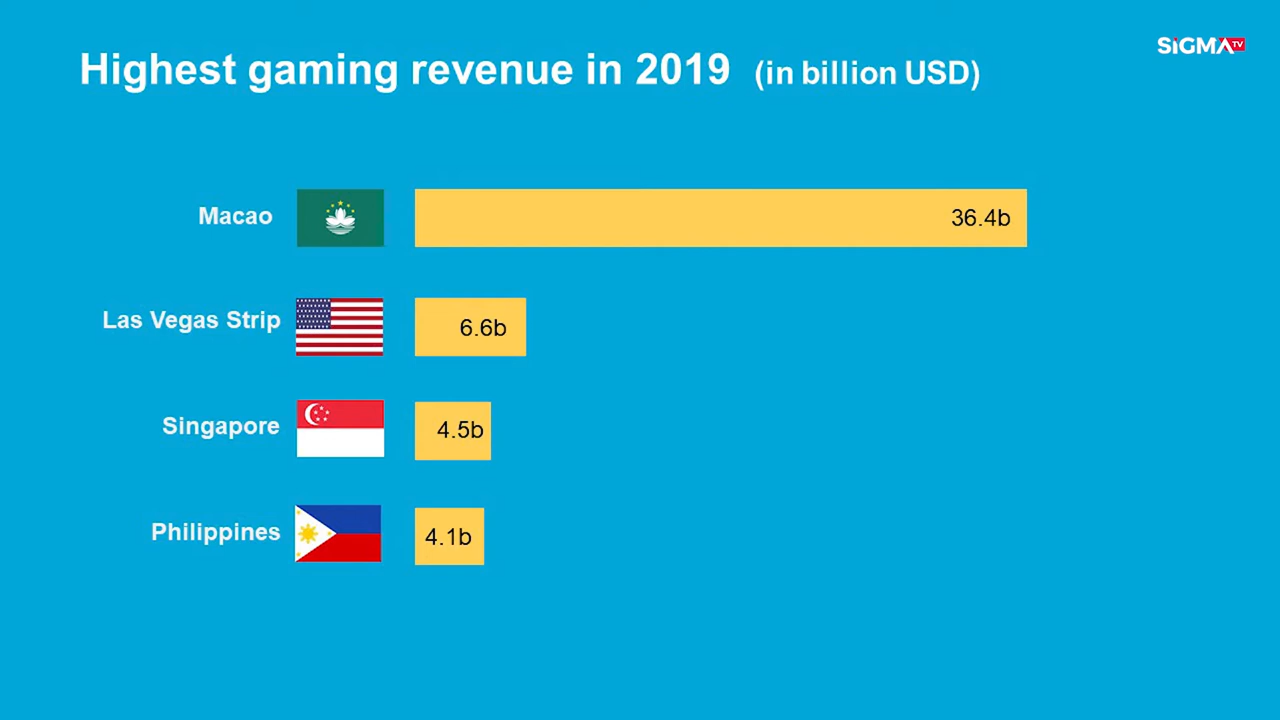 SiGMA TV
Highest gaming revenue in 2019 (in billion USD)
Macao 36.4b
Las Vegas Strip 6.6b
Singapore 4.5b
Philippines 4.1b